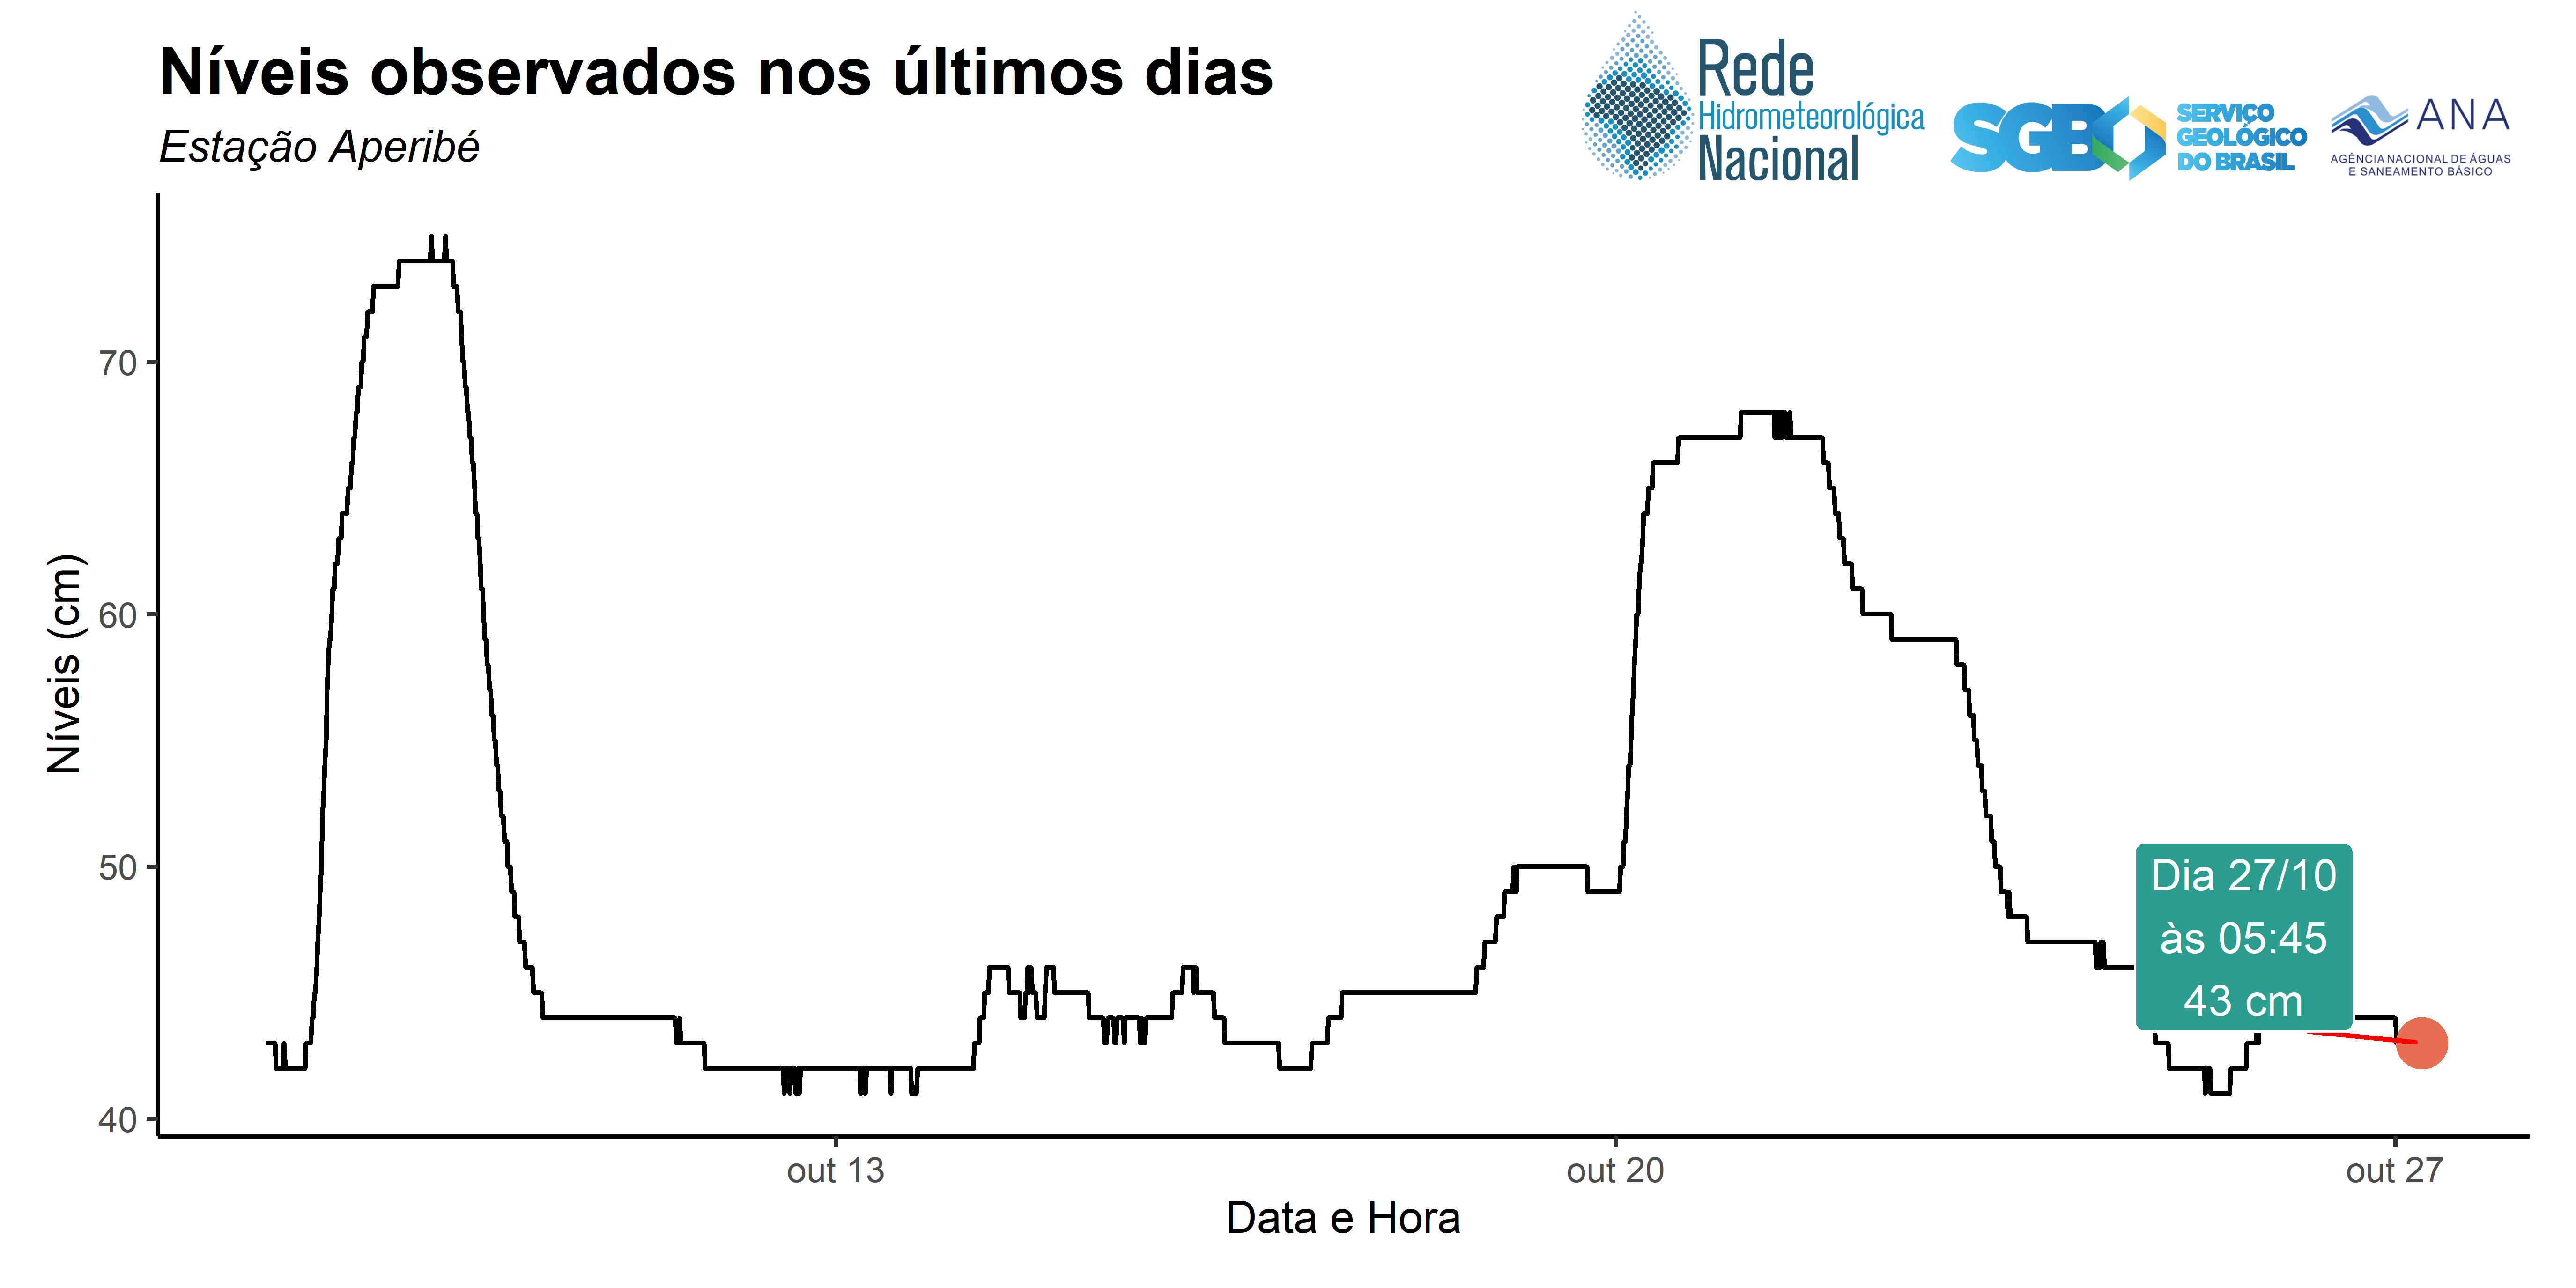 Níveis observados nos últimos dias
Estação Aperibé
Rede
Hidrometeorológica
Nacional
SGB
SERVIÇO
GEOLÓGICO
DO BRASIL
ANA
AGÊNCIA NACIONAL DE ÁGUAS
E SANEAMENTO BÁSICO
Níveis (cm)
70
60
50
40
Dia 27/10
às 05:45
43 cm
out 13
out 20
out 27
Data e Hora